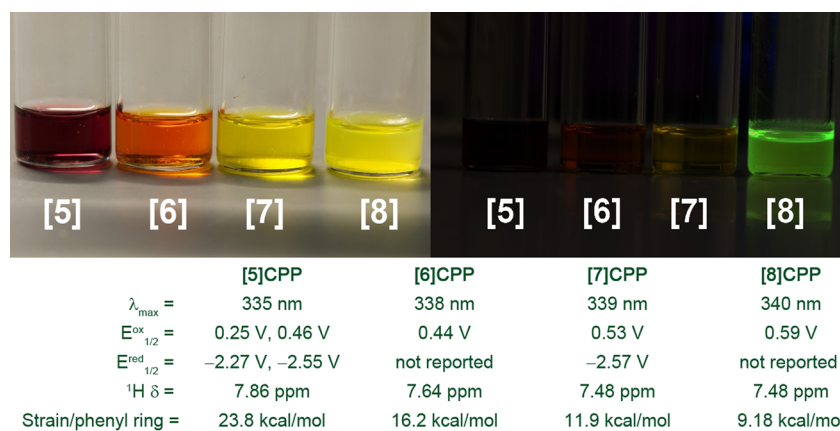 [5] [6] [7] [8] [5] [6] [7] [8]
[5]CPP [6]CPP [7]CPP [8]CPP
λmax = 335 nm 338 nm 339 nm 340 nm
Eox1/2 = 0.25 V, 0.46 V 0.44 V 0.53 V 0.59 V
Ered1/2 = −2.27 V, −2.55 V not reported −2.57 V not reported
¹H δ = 7.86 ppm 7.64 ppm 7.48 ppm 7.48 ppm
Strain/phenyl ring = 23.8 kcal/mol 16.2 kcal/mol 11.9 kcal/mol 9.18 kcal/mo